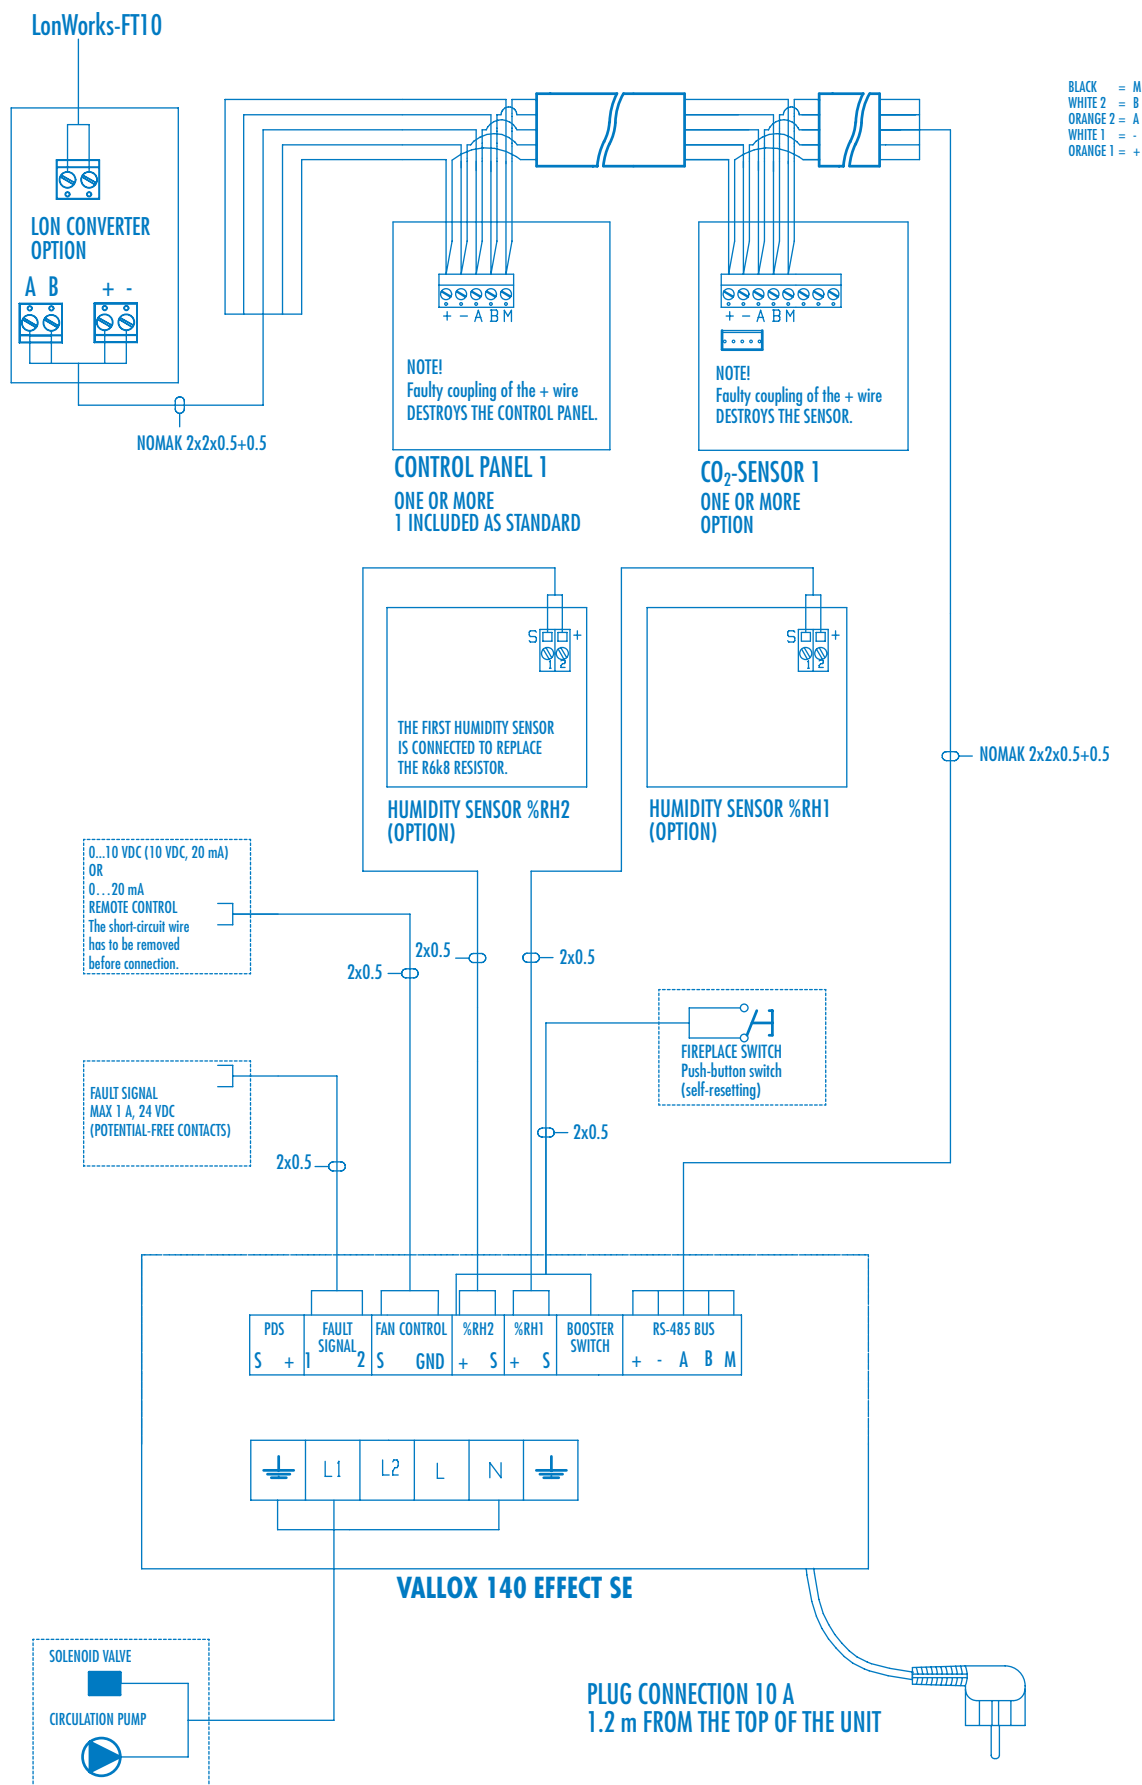 LonWorks-FT10
BLACK = M
WHITE 2 = B
ORANGE 2 = A
WHITE 1 = -
ORANGE 1 = +
LON CONVERTER
OPTION
A B + -
NOMAK 2x2x0.5+0.5
+ - A B M
NOTE!
Faulty coupling of the + wire
DESTROYS THE CONTROL PANEL.
CONTROL PANEL 1
ONE OR MORE
1 INCLUDED AS STANDARD
+ - A B M
NOTE!
Faulty coupling of the + wire
DESTROYS THE SENSOR.
CO₂-SENSOR 1
ONE OR MORE
OPTION
S +
1 2
THE FIRST HUMIDITY SENSOR
IS CONNECTED TO REPLACE
THE R6k8 RESISTOR.
HUMIDITY SENSOR %RH2
(OPTION)
S +
1 2
HUMIDITY SENSOR %RH1
(OPTION)
NOMAK 2x2x0.5+0.5
0...10 VDC (10 VDC, 20 mA)
OR
0...20 mA
REMOTE CONTROL
The short-circuit wire
has to be removed
before connection.
2x0.5
2x0.5
2x0.5
FIREPLACE SWITCH
Push-button switch
(self-resetting)
FAULT SIGNAL
MAX 1 A, 24 VDC
(POTENTIAL-FREE CONTACTS)
2x0.5
2x0.5
PDS
S +
FAULT
SIGNAL
1 2
FAN CONTROL
S GND
%RH2
+ S
%RH1
+ S
BOOSTER
SWITCH
RS-485 BUS
+ - A B M
L1 L2 L N
VALLOX 140 EFFECT SE
SOLENOID VALVE
CIRCULATION PUMP
PLUG CONNECTION 10 A
1.2 m FROM THE TOP OF THE UNIT